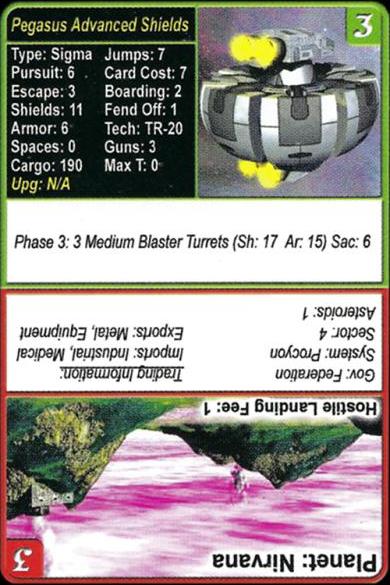 Pegasus Advanced Shields
3
Type: Sigma Jumps: 7
Pursuit: 6 Card Cost: 7
Escape: 3 Boarding: 2
Shields: 11 Fend Off: 1
Armor: 6 Tech: TR-20
Spaces: 0 Guns: 3
Cargo: 190 Max T: 0
Upg: N/A
Phase 3: 3 Medium Blaster Turrets (Sh: 17 Ar: 15) Sac: 6
3
Planet: Nirvana
Hostile Landing Fee: 1
Gov: Federation Trading Information:
System: Procyon Imports: Industrial, Medical
Sector: 4 Exports: Metal, Equipment
Asteroids: 1